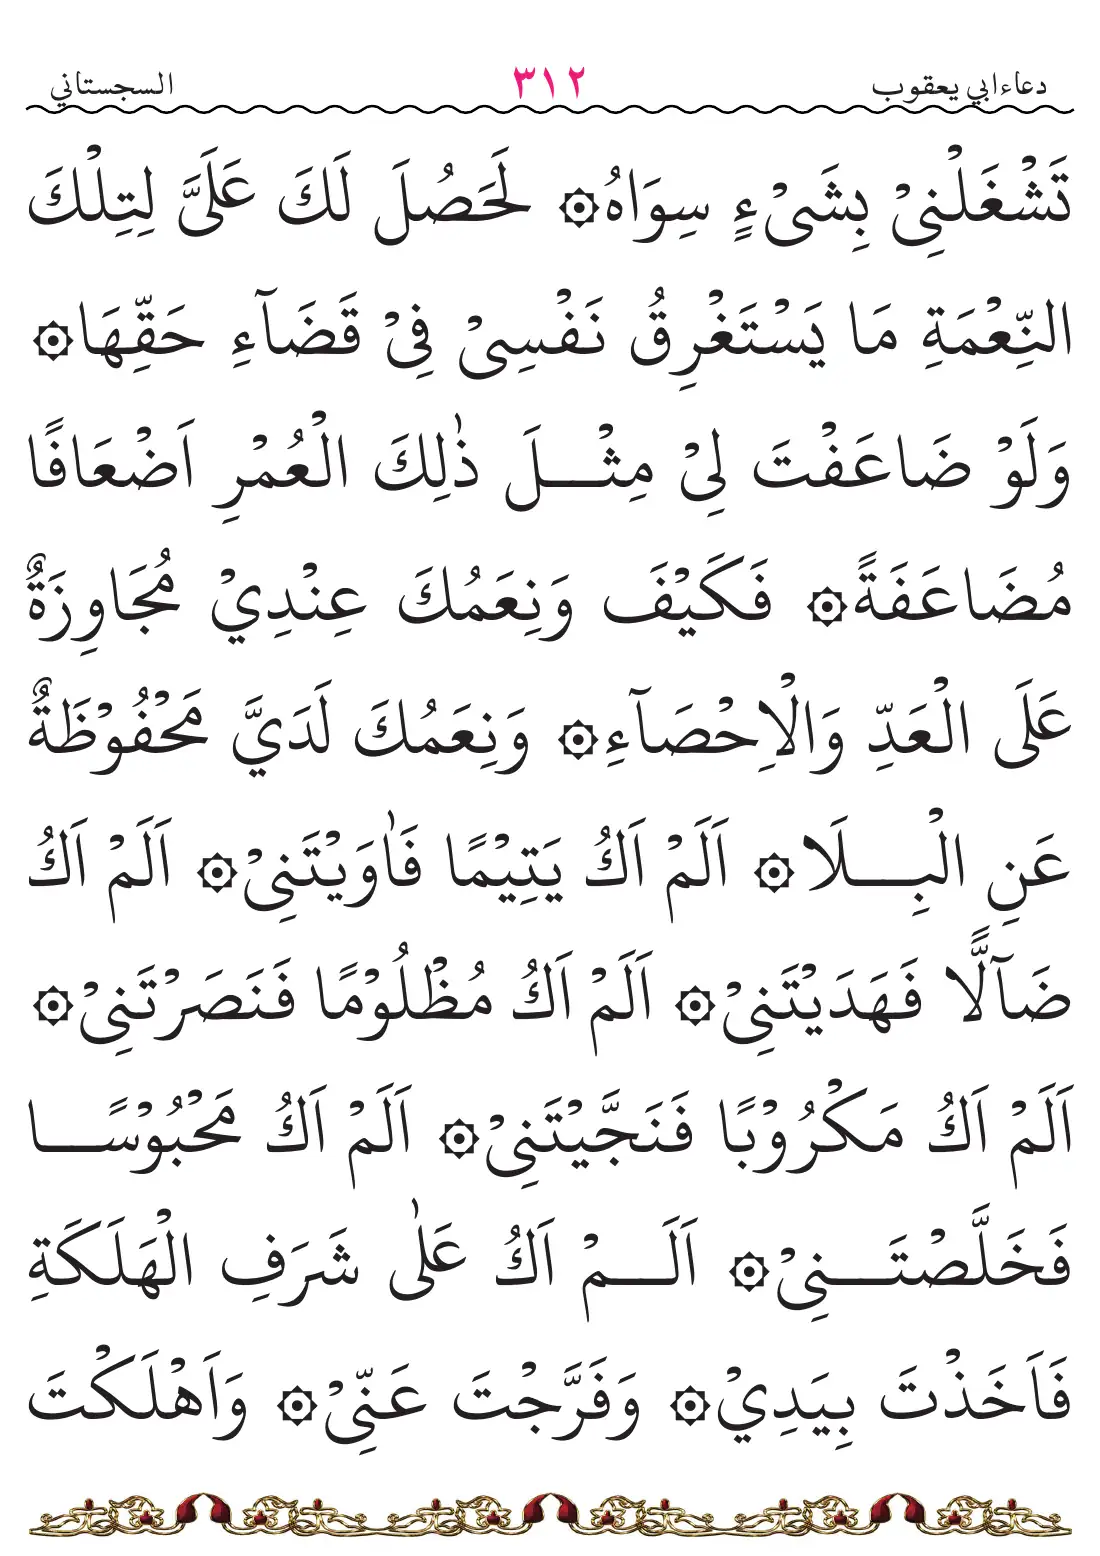 دعاءابي يعقوب ٣١٢ السجستاني
تَشْغَلْنِىْ بِشَىْءٍ سِوَاهُ۞ لَحَصُلَ لَكَ عَلَىَّ لِتِلْكَ
النِّعْمَةِ مَا يَسْتَغْرِقُ نَفْسِىْ فِىْ قَضَآءِ حَقِّهَا۞
وَلَوْ ضَاعَفْتَ لِىْ مِثْـــلَ ذٰلِكَ الْعُمْرِ اَضْعَافًا
مُضَاعَفَةً۞ فَكَيْفَ وَنِعَمُكَ عِنْدِيْ مُجَاوِزَةٌ
عَلَى الْعَدِّ وَالْاِحْصَآءِ۞ وَنِعَمُكَ لَدَيَّ مَحْفُوْظَةٌ
عَنِ الْبِـــلَا۞ اَلَمْ اَكُ يَتِيْمًا فَاٰوَيْتَنِىْ۞ اَلَمْ اَكُ
ضَآلًّا فَهَدَيْتَنِىْ۞ اَلَمْ اَكُ مُظْلُوْمًا فَنَصَرْتَنِىْ۞
اَلَمْ اَكُ مَكْرُوْبًا فَنَجَّيْتَنِىْ۞ اَلَمْ اَكُ مَحْبُوْسًـــا
فَخَلَّصْتَـــنِىْ۞ اَلَـــمْ اَكُ عَلٰى شَرَفِ الْهَلَكَةِ
فَاَخَذْتَ بِيَدِيْ۞ وَفَرَّجْتَ عَنِّىْ۞ وَاَهْلَكْتَ